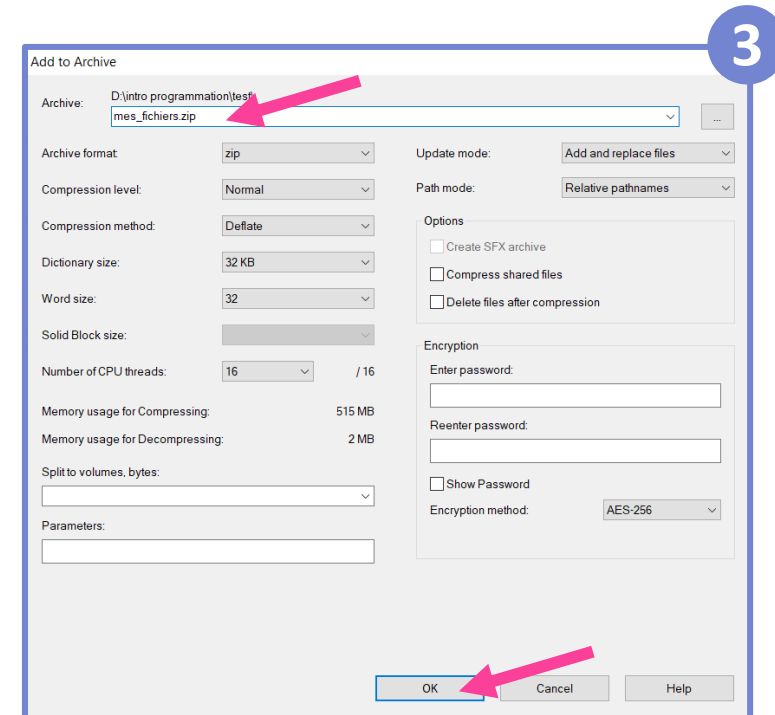 3
Add to Archive
Archive: D:\intro programmation\test\
mes_fichiers.zip
...
Archive format: zip
Compression level: Normal
Compression method: Deflate
Dictionary size: 32 KB
Word size: 32
Solid Block size:
Number of CPU threads: 16 / 16
Memory usage for Compressing: 515 MB
Memory usage for Decompressing: 2 MB
Split to volumes, bytes:
Parameters:
Update mode: Add and replace files
Path mode: Relative pathnames
Options
Create SFX archive
Compress shared files
Delete files after compression
Encryption
Enter password:
Reenter password:
Show Password
Encryption method: AES-256
OK Cancel Help